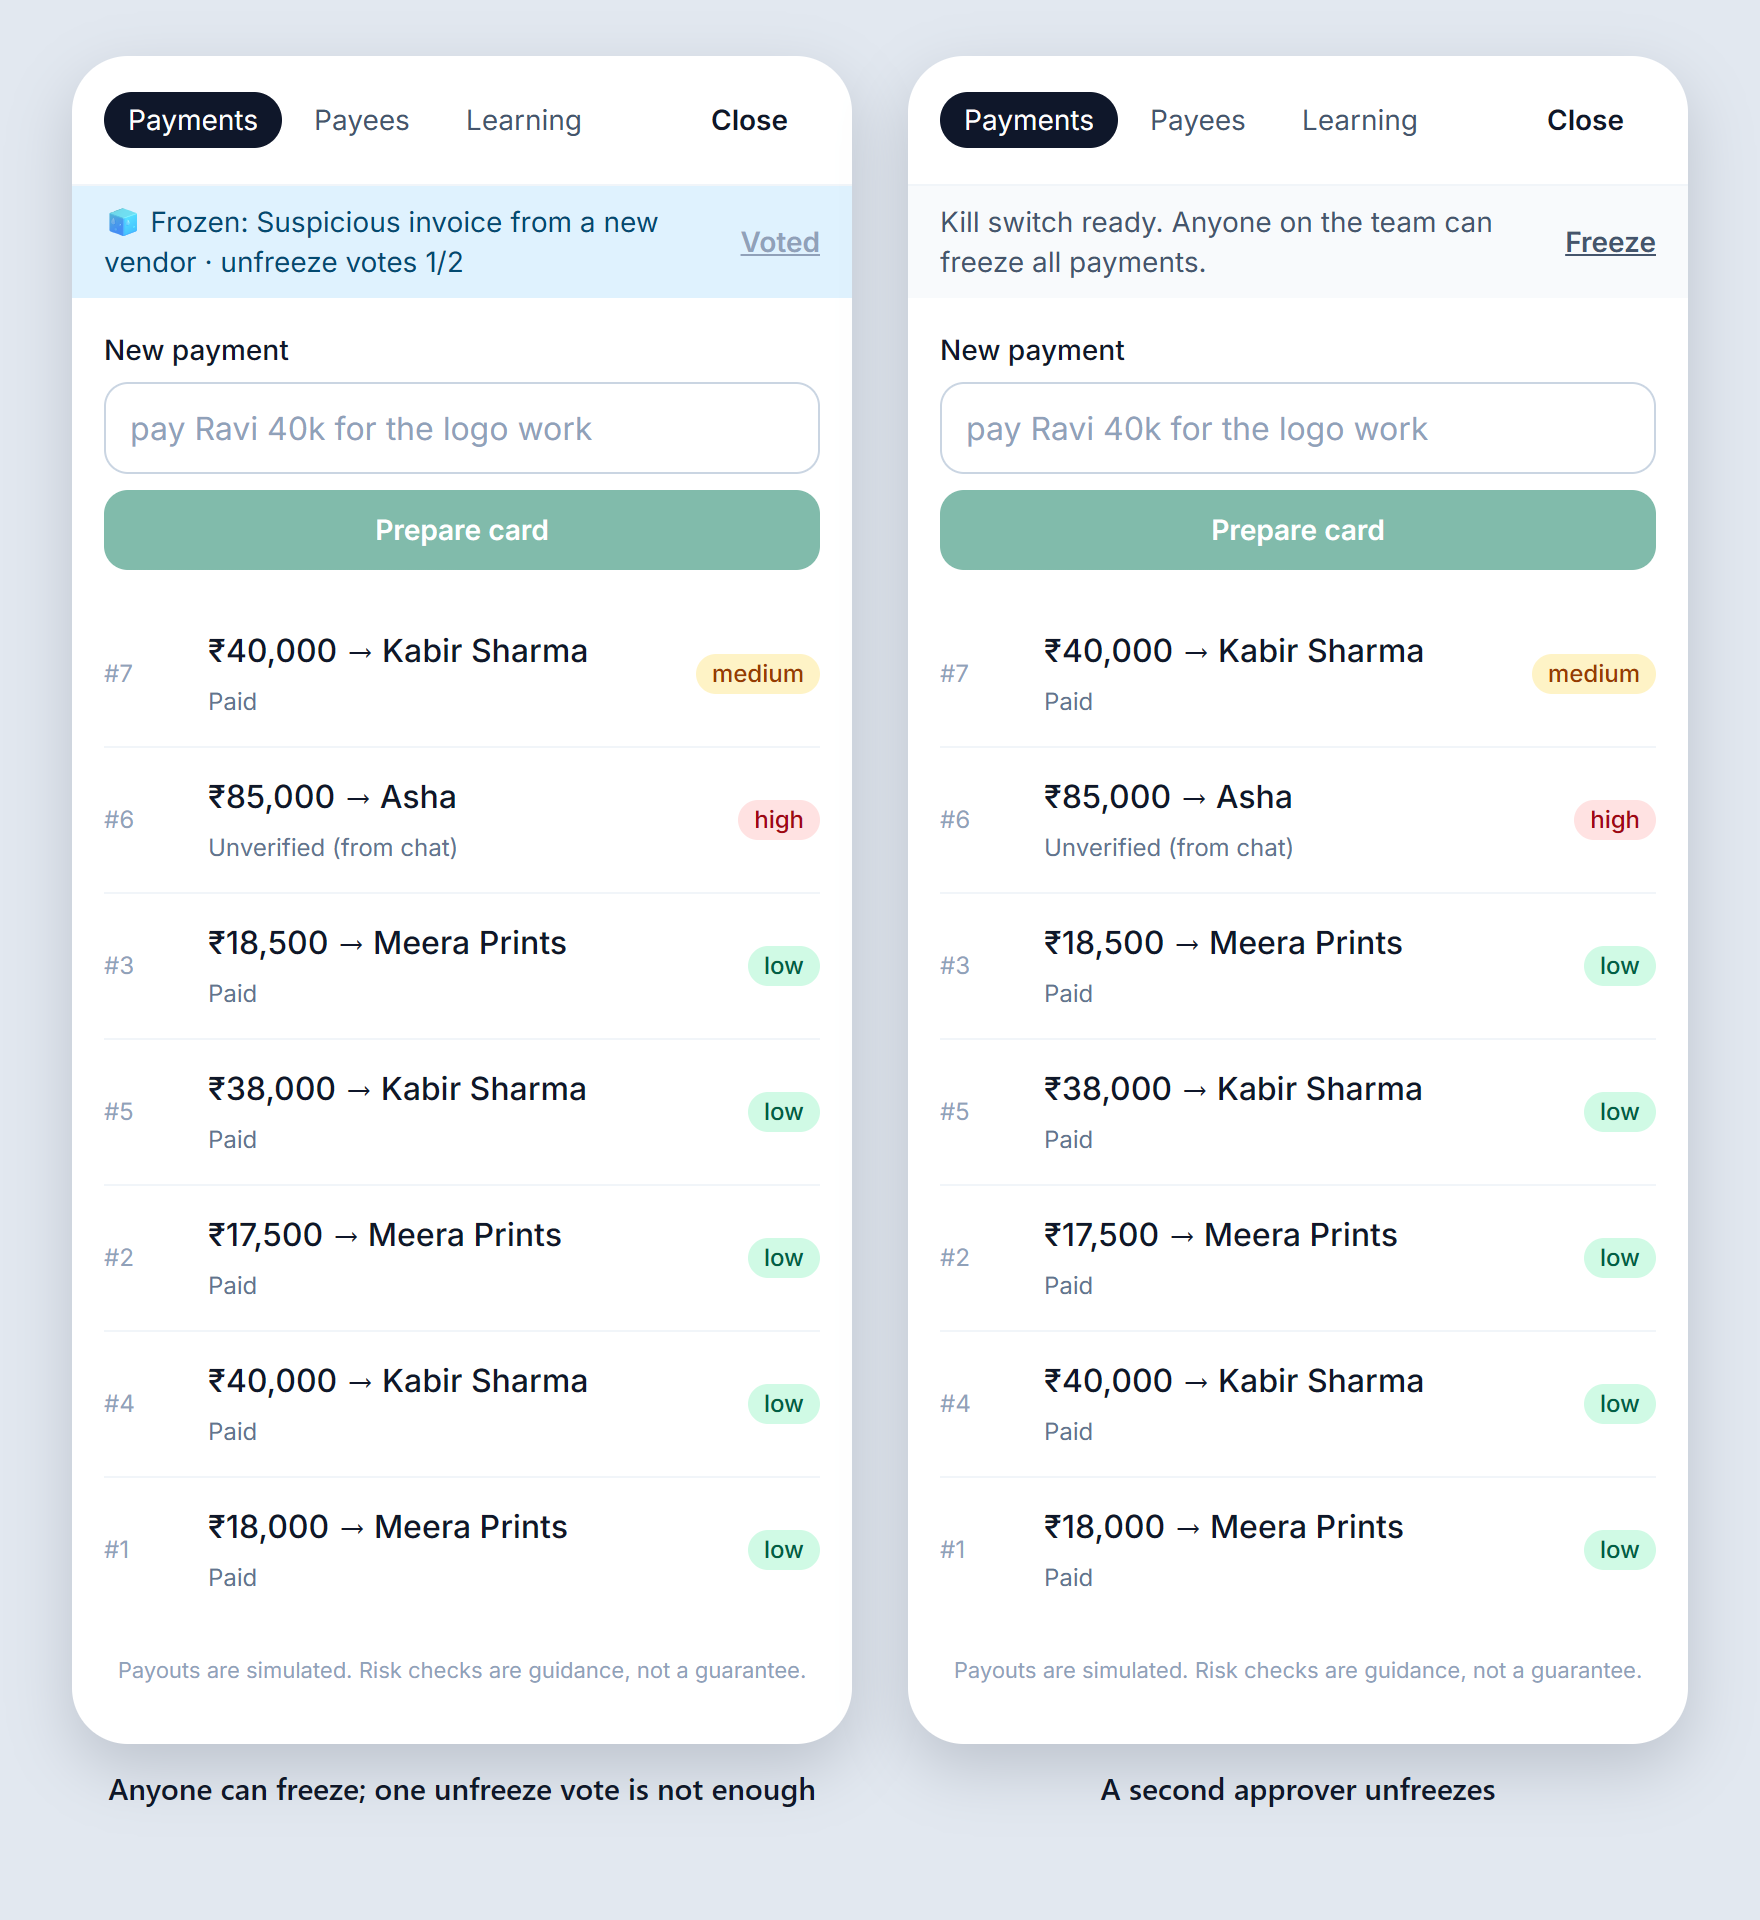 Payments Payees Learning Close
🧊 Frozen: Suspicious invoice from a new
vendor · unfreeze votes 1/2
Voted
New payment
pay Ravi 40k for the logo work
Prepare card
#7
₹40,000 → Kabir Sharma
Paid
medium
#6
₹85,000 → Asha
Unverified (from chat)
high
#3
₹18,500 → Meera Prints
Paid
low
#5
₹38,000 → Kabir Sharma
Paid
low
#2
₹17,500 → Meera Prints
Paid
low
#4
₹40,000 → Kabir Sharma
Paid
low
#1
₹18,000 → Meera Prints
Paid
low
Payouts are simulated. Risk checks are guidance, not a guarantee.
Anyone can freeze; one unfreeze vote is not enough
Payments Payees Learning Close
Kill switch ready. Anyone on the team can
freeze all payments.
Freeze
New payment
pay Ravi 40k for the logo work
Prepare card
#7
₹40,000 → Kabir Sharma
Paid
medium
#6
₹85,000 → Asha
Unverified (from chat)
high
#3
₹18,500 → Meera Prints
Paid
low
#5
₹38,000 → Kabir Sharma
Paid
low
#2
₹17,500 → Meera Prints
Paid
low
#4
₹40,000 → Kabir Sharma
Paid
low
#1
₹18,000 → Meera Prints
Paid
low
Payouts are simulated. Risk checks are guidance, not a guarantee.
A second approver unfreezes